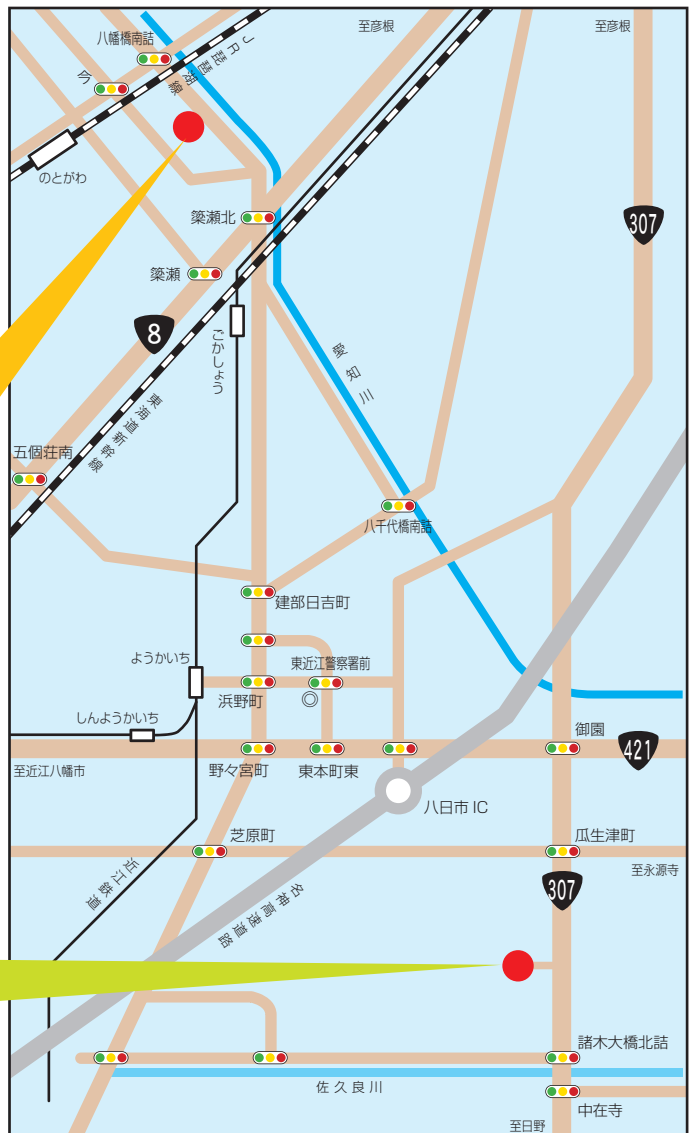 至彦根
至彦根
八幡橋南詰
JR琵琶湖線
のとがわ
簗瀬北
307
簗瀬
8
ごかしょう
愛知川
東海道新幹線
五個荘南
八千代橋南詰
建部日吉町
ようかいち
東近江警察署前
浜野町
◎
しんようかいち
御園
421
至近江八幡市
野々宮町
東本町東
八日市 IC
芝原町
瓜生津町
至永源寺
近江鉄道
307
名神高速道路
諸木大橋北詰
佐久良川
中在寺
至日野